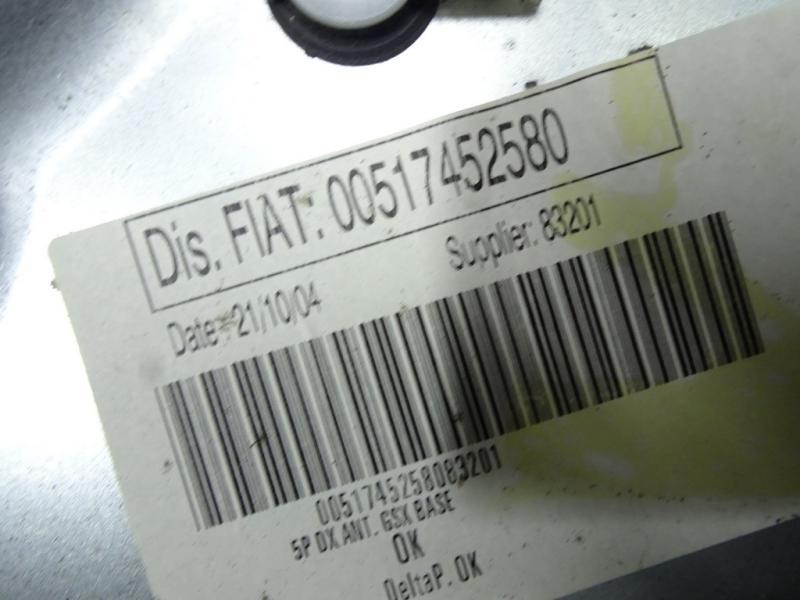 Dis. FIAT: 00517452580
Supplier: 83201
Date : 21/10/04
0051745258083201
5P DX ANT. GSX BASE
OK
DeltaP. OK